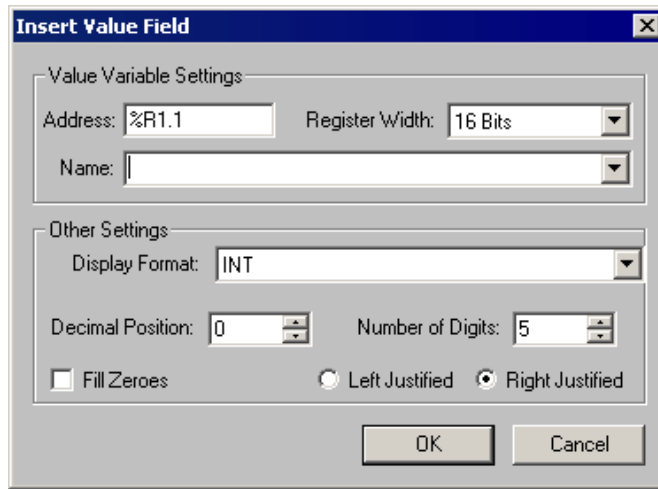 Insert Value Field
Value Variable Settings
Address: %R1.1 Register Width: 16 Bits
Name:
Other Settings
Display Format: INT
Decimal Position: 0 Number of Digits: 5
Fill Zeroes Left Justified Right Justified
OK Cancel